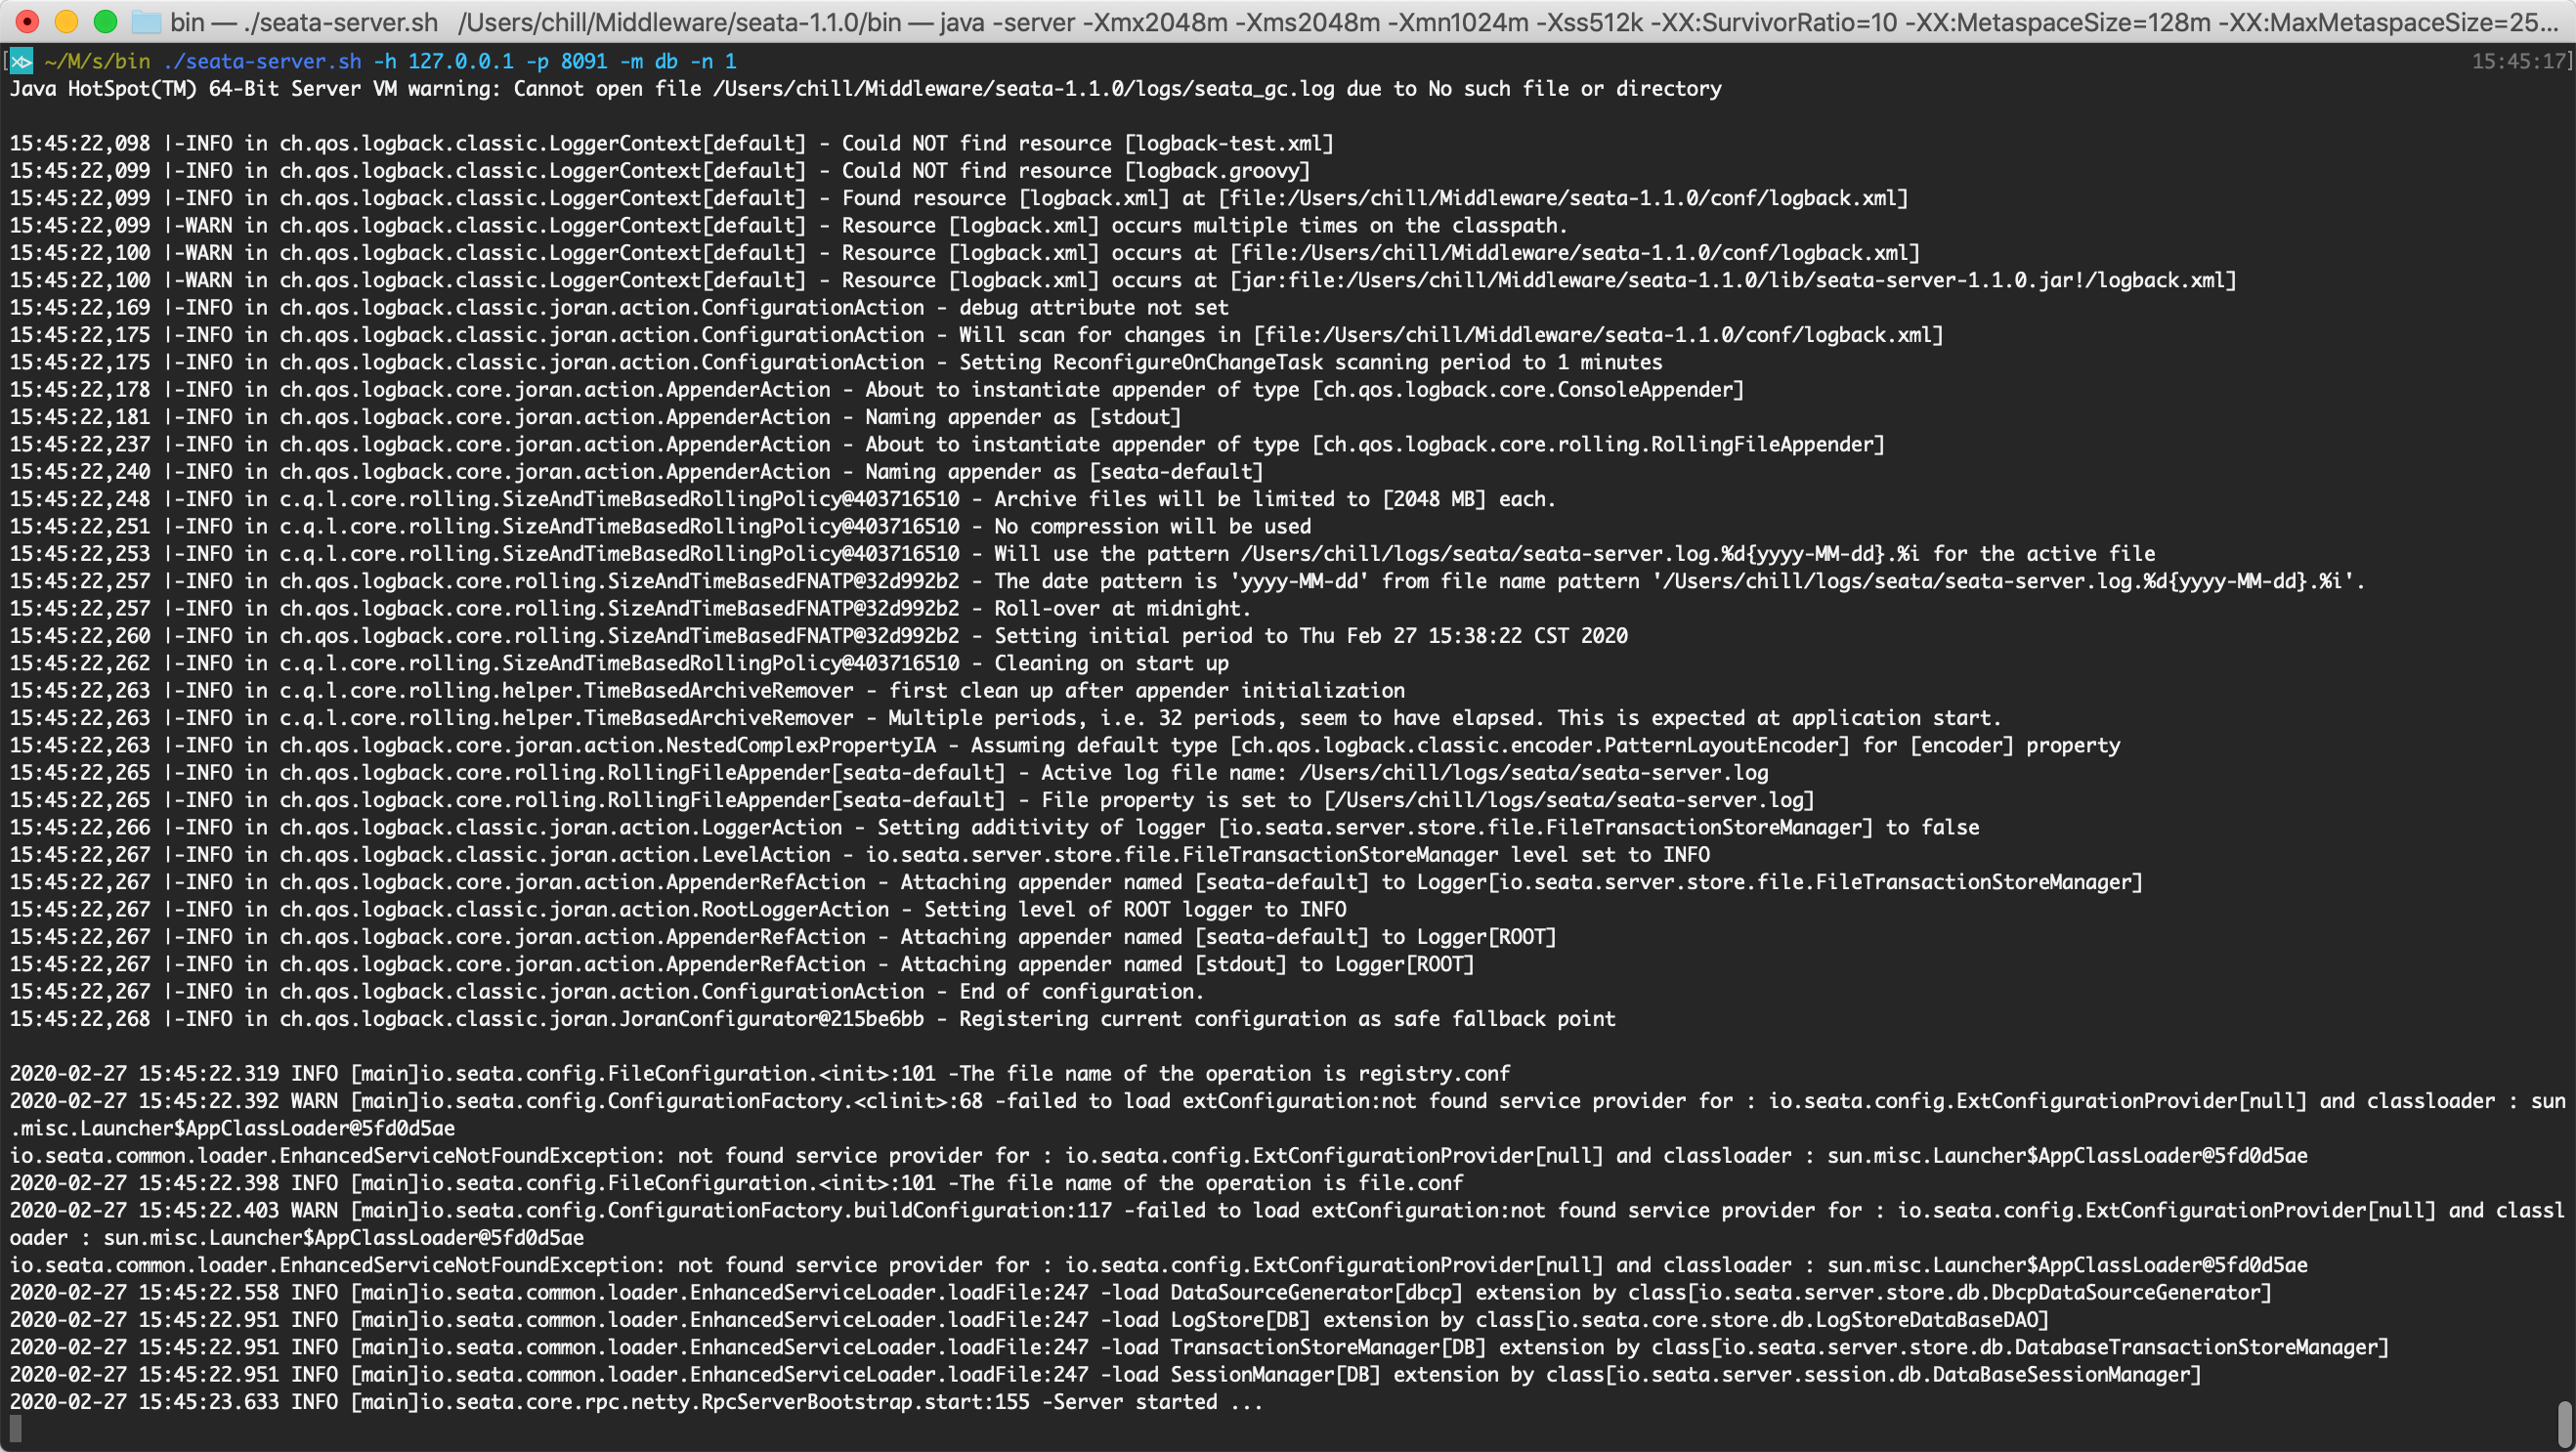 bin — ./seata-server.sh   /Users/chill/Middleware/seata-1.1.0/bin — java -server -Xmx2048m -Xms2048m -Xmn1024m -Xss512k -XX:SurvivorRatio=10 -XX:MetaspaceSize=128m -XX:MaxMetaspaceSize=25...
~/M/s/bin ./seata-server.sh -h 127.0.0.1 -p 8091 -m db -n 1 15:45:17
Java HotSpot(TM) 64-Bit Server VM warning: Cannot open file /Users/chill/Middleware/seata-1.1.0/logs/seata_gc.log due to No such file or directory
15:45:22,098 |-INFO in ch.qos.logback.classic.LoggerContext[default] - Could NOT find resource [logback-test.xml]
15:45:22,099 |-INFO in ch.qos.logback.classic.LoggerContext[default] - Could NOT find resource [logback.groovy]
15:45:22,099 |-INFO in ch.qos.logback.classic.LoggerContext[default] - Found resource [logback.xml] at [file:/Users/chill/Middleware/seata-1.1.0/conf/logback.xml]
15:45:22,099 |-WARN in ch.qos.logback.classic.LoggerContext[default] - Resource [logback.xml] occurs multiple times on the classpath.
15:45:22,100 |-WARN in ch.qos.logback.classic.LoggerContext[default] - Resource [logback.xml] occurs at [file:/Users/chill/Middleware/seata-1.1.0/conf/logback.xml]
15:45:22,100 |-WARN in ch.qos.logback.classic.LoggerContext[default] - Resource [logback.xml] occurs at [jar:file:/Users/chill/Middleware/seata-1.1.0/lib/seata-server-1.1.0.jar!/logback.xml]
15:45:22,169 |-INFO in ch.qos.logback.classic.joran.action.ConfigurationAction - debug attribute not set
15:45:22,175 |-INFO in ch.qos.logback.classic.joran.action.ConfigurationAction - Will scan for changes in [file:/Users/chill/Middleware/seata-1.1.0/conf/logback.xml]
15:45:22,175 |-INFO in ch.qos.logback.classic.joran.action.ConfigurationAction - Setting ReconfigureOnChangeTask scanning period to 1 minutes
15:45:22,178 |-INFO in ch.qos.logback.core.joran.action.AppenderAction - About to instantiate appender of type [ch.qos.logback.core.ConsoleAppender]
15:45:22,181 |-INFO in ch.qos.logback.core.joran.action.AppenderAction - Naming appender as [stdout]
15:45:22,237 |-INFO in ch.qos.logback.core.joran.action.AppenderAction - About to instantiate appender of type [ch.qos.logback.core.rolling.RollingFileAppender]
15:45:22,240 |-INFO in ch.qos.logback.core.joran.action.AppenderAction - Naming appender as [seata-default]
15:45:22,248 |-INFO in c.q.l.core.rolling.SizeAndTimeBasedRollingPolicy@403716510 - Archive files will be limited to [2048 MB] each.
15:45:22,251 |-INFO in c.q.l.core.rolling.SizeAndTimeBasedRollingPolicy@403716510 - No compression will be used
15:45:22,253 |-INFO in c.q.l.core.rolling.SizeAndTimeBasedRollingPolicy@403716510 - Will use the pattern /Users/chill/logs/seata/seata-server.log.%d{yyyy-MM-dd}.%i for the active file
15:45:22,257 |-INFO in ch.qos.logback.core.rolling.SizeAndTimeBasedFNATP@32d992b2 - The date pattern is 'yyyy-MM-dd' from file name pattern '/Users/chill/logs/seata/seata-server.log.%d{yyyy-MM-dd}.%i'.
15:45:22,257 |-INFO in ch.qos.logback.core.rolling.SizeAndTimeBasedFNATP@32d992b2 - Roll-over at midnight.
15:45:22,260 |-INFO in ch.qos.logback.core.rolling.SizeAndTimeBasedFNATP@32d992b2 - Setting initial period to Thu Feb 27 15:38:22 CST 2020
15:45:22,262 |-INFO in c.q.l.core.rolling.SizeAndTimeBasedRollingPolicy@403716510 - Cleaning on start up
15:45:22,263 |-INFO in c.q.l.core.rolling.helper.TimeBasedArchiveRemover - first clean up after appender initialization
15:45:22,263 |-INFO in c.q.l.core.rolling.helper.TimeBasedArchiveRemover - Multiple periods, i.e. 32 periods, seem to have elapsed. This is expected at application start.
15:45:22,263 |-INFO in ch.qos.logback.core.joran.action.NestedComplexPropertyIA - Assuming default type [ch.qos.logback.classic.encoder.PatternLayoutEncoder] for [encoder] property
15:45:22,265 |-INFO in ch.qos.logback.core.rolling.RollingFileAppender[seata-default] - Active log file name: /Users/chill/logs/seata/seata-server.log
15:45:22,265 |-INFO in ch.qos.logback.core.rolling.RollingFileAppender[seata-default] - File property is set to [/Users/chill/logs/seata/seata-server.log]
15:45:22,266 |-INFO in ch.qos.logback.classic.joran.action.LoggerAction - Setting additivity of logger [io.seata.server.store.file.FileTransactionStoreManager] to false
15:45:22,267 |-INFO in ch.qos.logback.classic.joran.action.LevelAction - io.seata.server.store.file.FileTransactionStoreManager level set to INFO
15:45:22,267 |-INFO in ch.qos.logback.core.joran.action.AppenderRefAction - Attaching appender named [seata-default] to Logger[io.seata.server.store.file.FileTransactionStoreManager]
15:45:22,267 |-INFO in ch.qos.logback.classic.joran.action.RootLoggerAction - Setting level of ROOT logger to INFO
15:45:22,267 |-INFO in ch.qos.logback.core.joran.action.AppenderRefAction - Attaching appender named [seata-default] to Logger[ROOT]
15:45:22,267 |-INFO in ch.qos.logback.core.joran.action.AppenderRefAction - Attaching appender named [stdout] to Logger[ROOT]
15:45:22,267 |-INFO in ch.qos.logback.classic.joran.action.ConfigurationAction - End of configuration.
15:45:22,268 |-INFO in ch.qos.logback.classic.joran.JoranConfigurator@215be6bb - Registering current configuration as safe fallback point
2020-02-27 15:45:22.319 INFO [main]io.seata.config.FileConfiguration.<init>:101 -The file name of the operation is registry.conf
2020-02-27 15:45:22.392 WARN [main]io.seata.config.ConfigurationFactory.<clinit>:68 -failed to load extConfiguration:not found service provider for : io.seata.config.ExtConfigurationProvider[null] and classloader : sun
.misc.Launcher$AppClassLoader@5fd0d5ae
io.seata.common.loader.EnhancedServiceNotFoundException: not found service provider for : io.seata.config.ExtConfigurationProvider[null] and classloader : sun.misc.Launcher$AppClassLoader@5fd0d5ae
2020-02-27 15:45:22.398 INFO [main]io.seata.config.FileConfiguration.<init>:101 -The file name of the operation is file.conf
2020-02-27 15:45:22.403 WARN [main]io.seata.config.ConfigurationFactory.buildConfiguration:117 -failed to load extConfiguration:not found service provider for : io.seata.config.ExtConfigurationProvider[null] and classl
oader : sun.misc.Launcher$AppClassLoader@5fd0d5ae
io.seata.common.loader.EnhancedServiceNotFoundException: not found service provider for : io.seata.config.ExtConfigurationProvider[null] and classloader : sun.misc.Launcher$AppClassLoader@5fd0d5ae
2020-02-27 15:45:22.558 INFO [main]io.seata.common.loader.EnhancedServiceLoader.loadFile:247 -load DataSourceGenerator[dbcp] extension by class[io.seata.server.store.db.DbcpDataSourceGenerator]
2020-02-27 15:45:22.951 INFO [main]io.seata.common.loader.EnhancedServiceLoader.loadFile:247 -load LogStore[DB] extension by class[io.seata.core.store.db.LogStoreDataBaseDAO]
2020-02-27 15:45:22.951 INFO [main]io.seata.common.loader.EnhancedServiceLoader.loadFile:247 -load TransactionStoreManager[DB] extension by class[io.seata.server.store.db.DatabaseTransactionStoreManager]
2020-02-27 15:45:22.951 INFO [main]io.seata.common.loader.EnhancedServiceLoader.loadFile:247 -load SessionManager[DB] extension by class[io.seata.server.session.db.DataBaseSessionManager]
2020-02-27 15:45:23.633 INFO [main]io.seata.core.rpc.netty.RpcServerBootstrap.start:155 -Server started ...